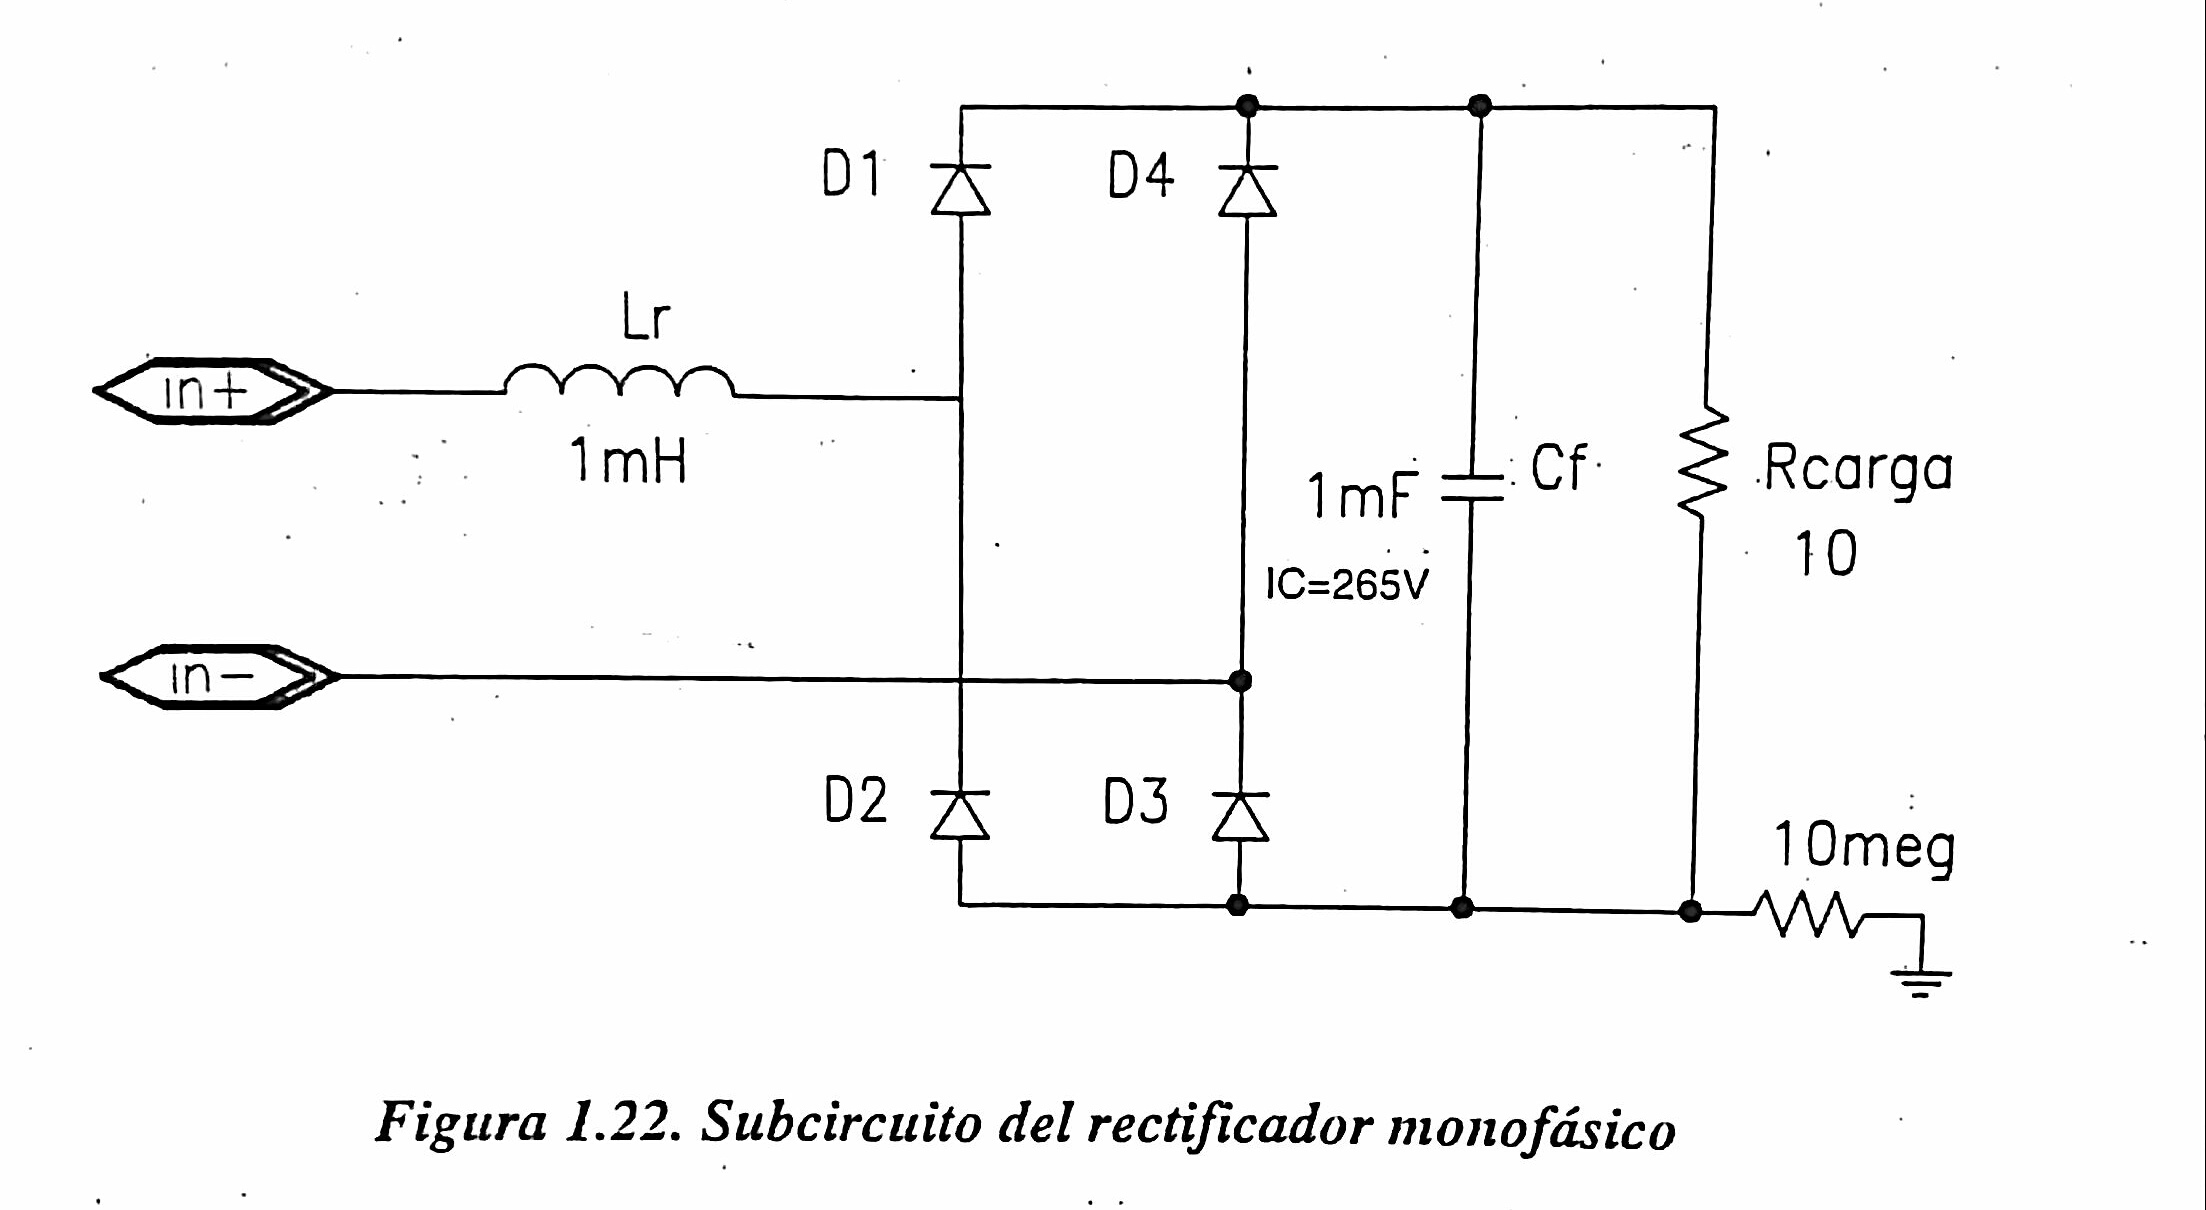 D1
D4
Lr
in+
1mH
Cf
1mF
Rcarga
10
IC=265V
in-
D2
D3
10meg
Figura 1.22. Subcircuito del rectificador monofásico